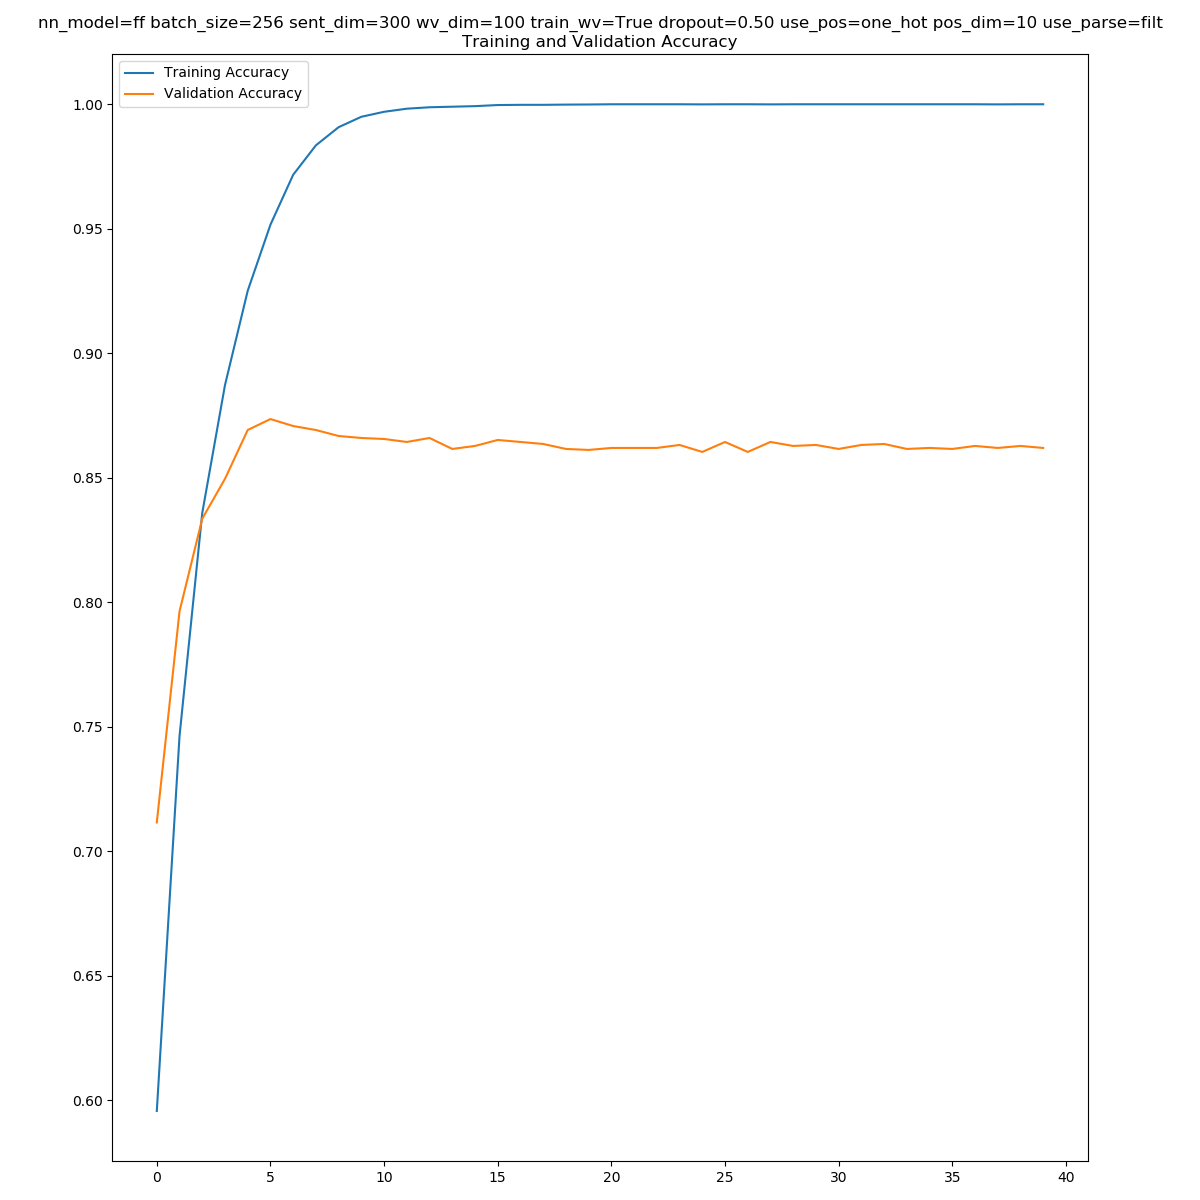 nn_model=ff batch_size=256 sent_dim=300 wv_dim=100 train_wv=True dropout=0.50 use_pos=one_hot pos_dim=10 use_parse=filt
Training and Validation Accuracy
Training Accuracy
Validation Accuracy
1.00
0.95
0.90
0.85
0.80
0.75
0.70
0.65
0.60
0 5 10 15 20 25 30 35 40